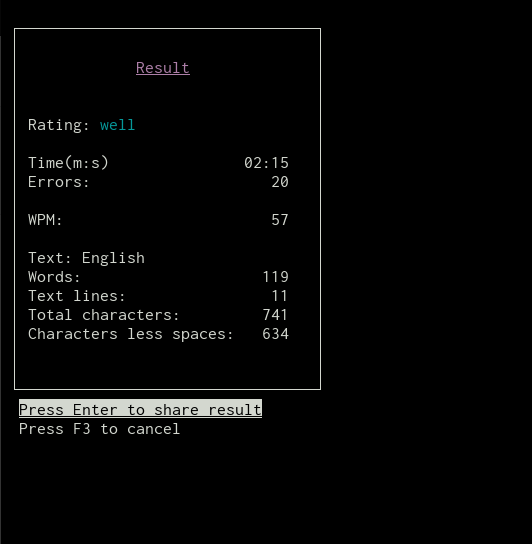 Result
Rating: well
Time(m:s) 02:15
Errors: 20
WPM: 57
Text: English
Words: 119
Text lines: 11
Total characters: 741
Characters less spaces: 634
Press Enter to share result
Press F3 to cancel